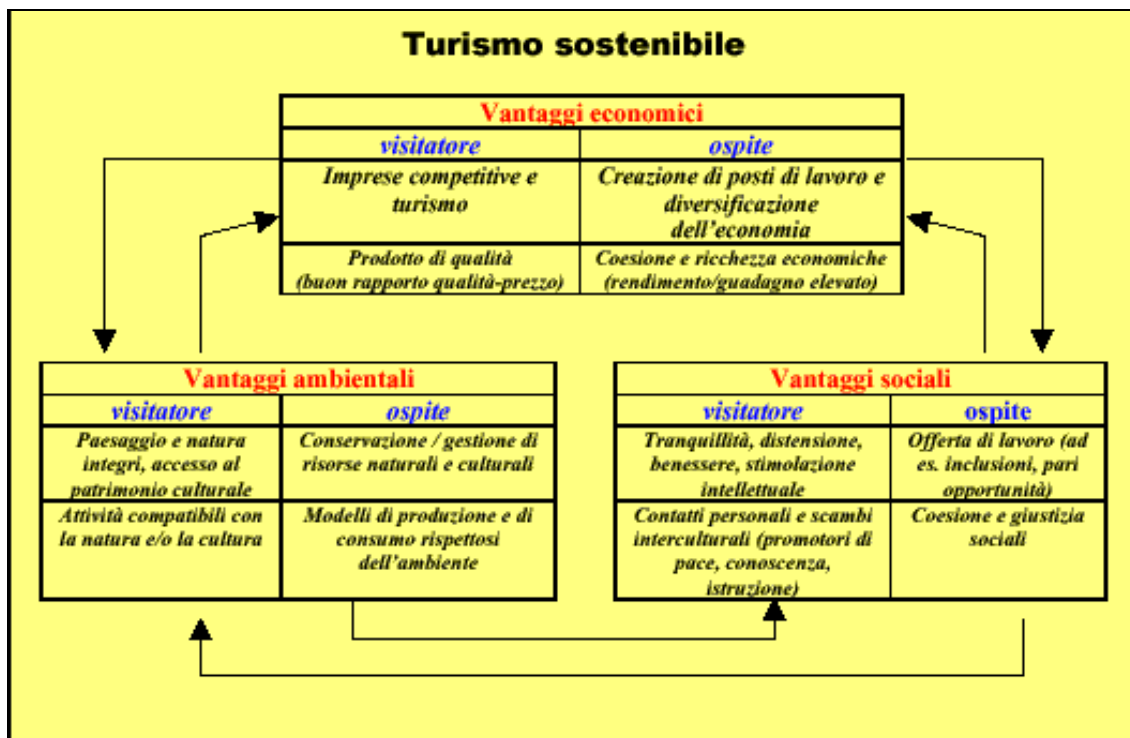 Turismo sostenibile
Vantaggi economici
visitatore
ospite
Imprese competitive e
turismo
Creazione di posti di lavoro e
diversificazione
dell'economia
Prodotto di qualità
(buon rapporto qualità-prezzo)
Coesione e ricchezza economiche
(rendimento/guadagno elevato)
Vantaggi ambientali
visitatore
ospite
Paesaggio e natura
integri, accesso al
patrimonio culturale
Conservazione / gestione di
risorse naturali e culturali
Attività compatibili con
la natura e/o la cultura
Modelli di produzione e di
consumo rispettosi
dell'ambiente
Vantaggi sociali
visitatore
ospite
Tranquillità, distensione,
benessere, stimolazione
intellettuale
Offerta di lavoro (ad
es. inclusioni, pari
opportunità)
Contatti personali e scambi
interculturali (promotori di
pace, conoscenza,
istruzione)
Coesione e giustizia
sociali